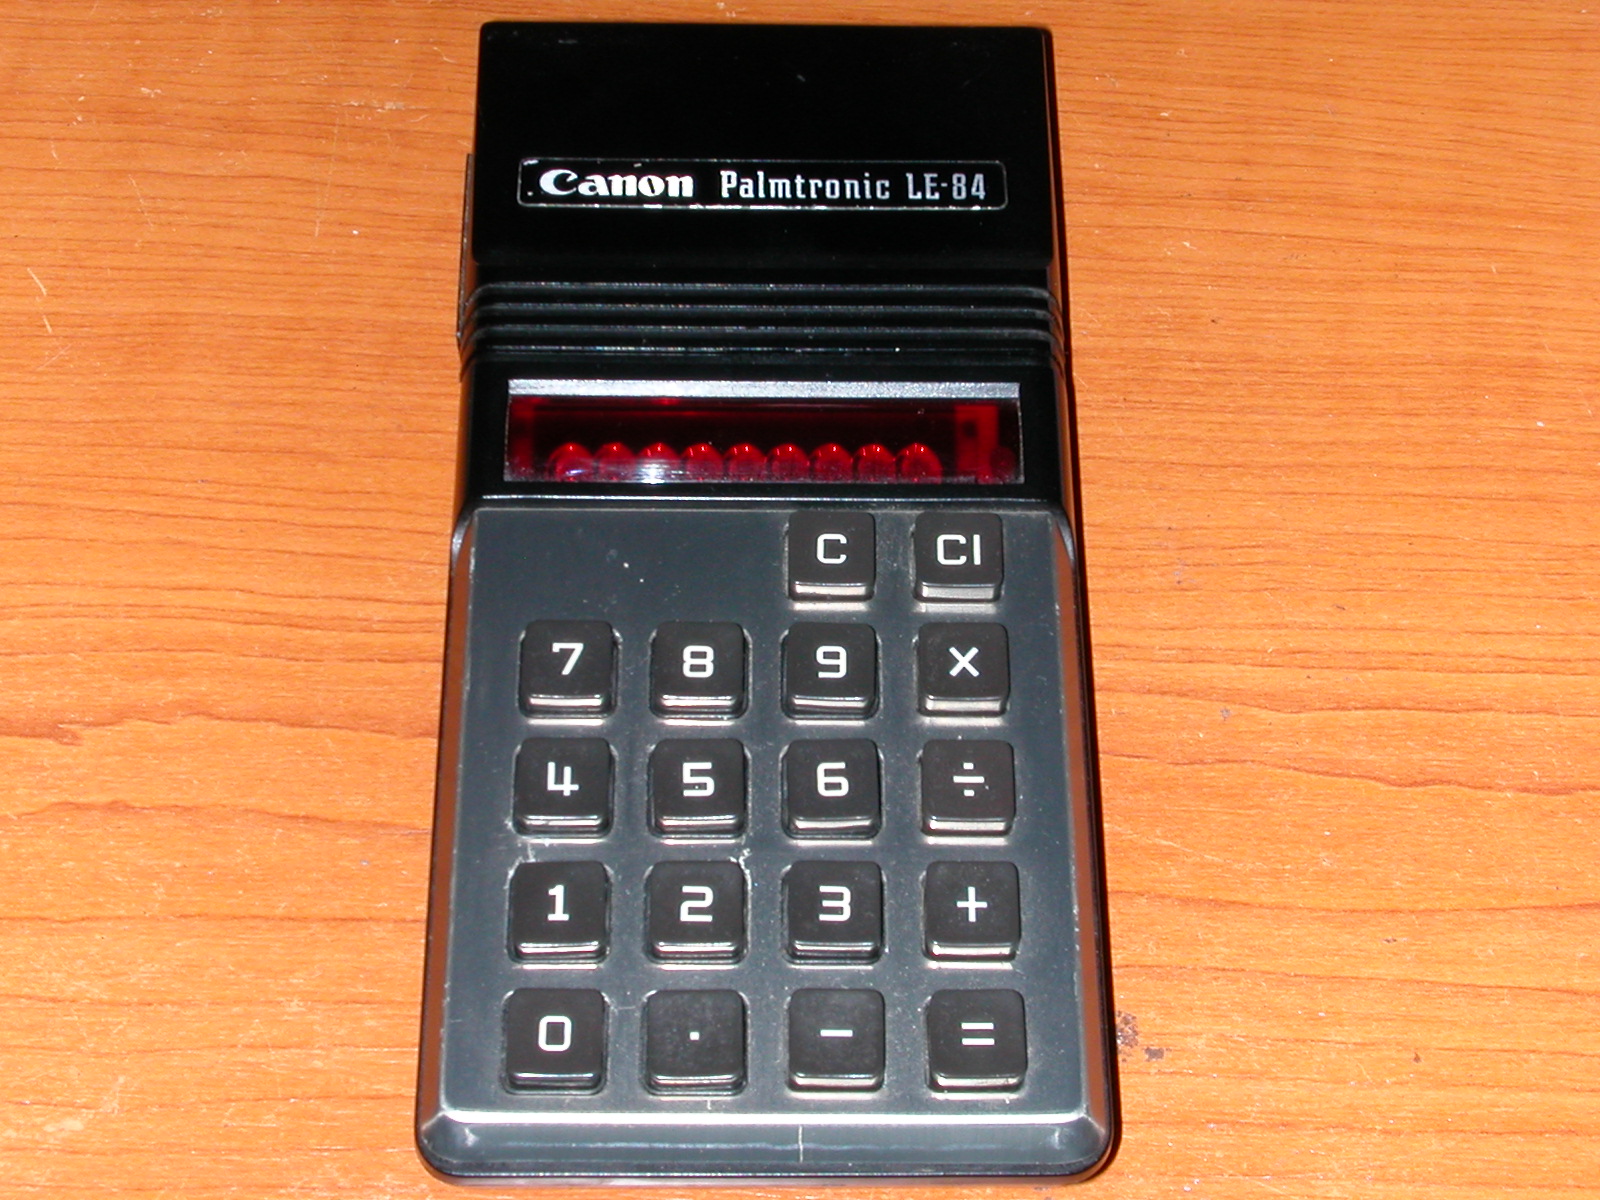 Canon Palmtronic LE-84
C CI
7 8 9 X
4 5 6 ÷
1 2 3 +
0 . − =